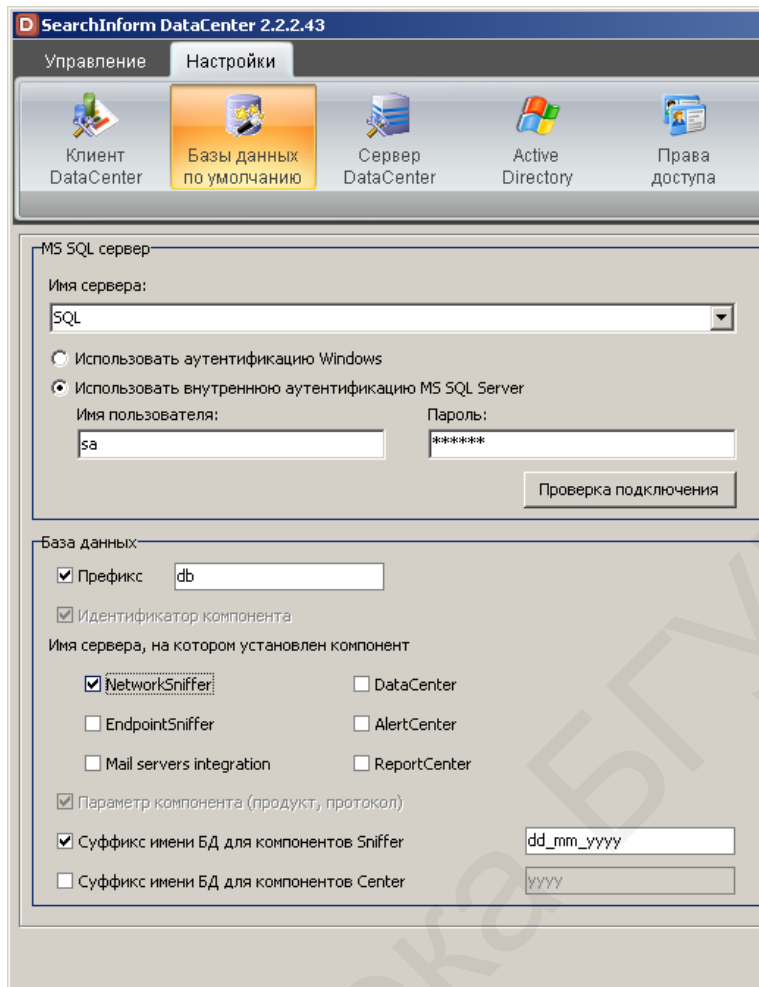 SearchInform DataCenter 2.2.2.43
Управление Настройки
Клиент DataCenter
Базы данных по умолчанию
Сервер DataCenter
Active Directory
Права доступа
MS SQL сервер
Имя сервера:
SQL
Использовать аутентификацию Windows
Использовать внутреннюю аутентификацию MS SQL Server
Имя пользователя: Пароль:
sa ******
Проверка подключения
База данных
Префикс db
Идентификатор компонента
Имя сервера, на котором установлен компонент
NetworkSniffer DataCenter
EndpointSniffer AlertCenter
Mail servers integration ReportCenter
Параметр компонента (продукт, протокол)
Суффикс имени БД для компонентов Sniffer dd_mm_yyyy
Суффикс имени БД для компонентов Center yyyy